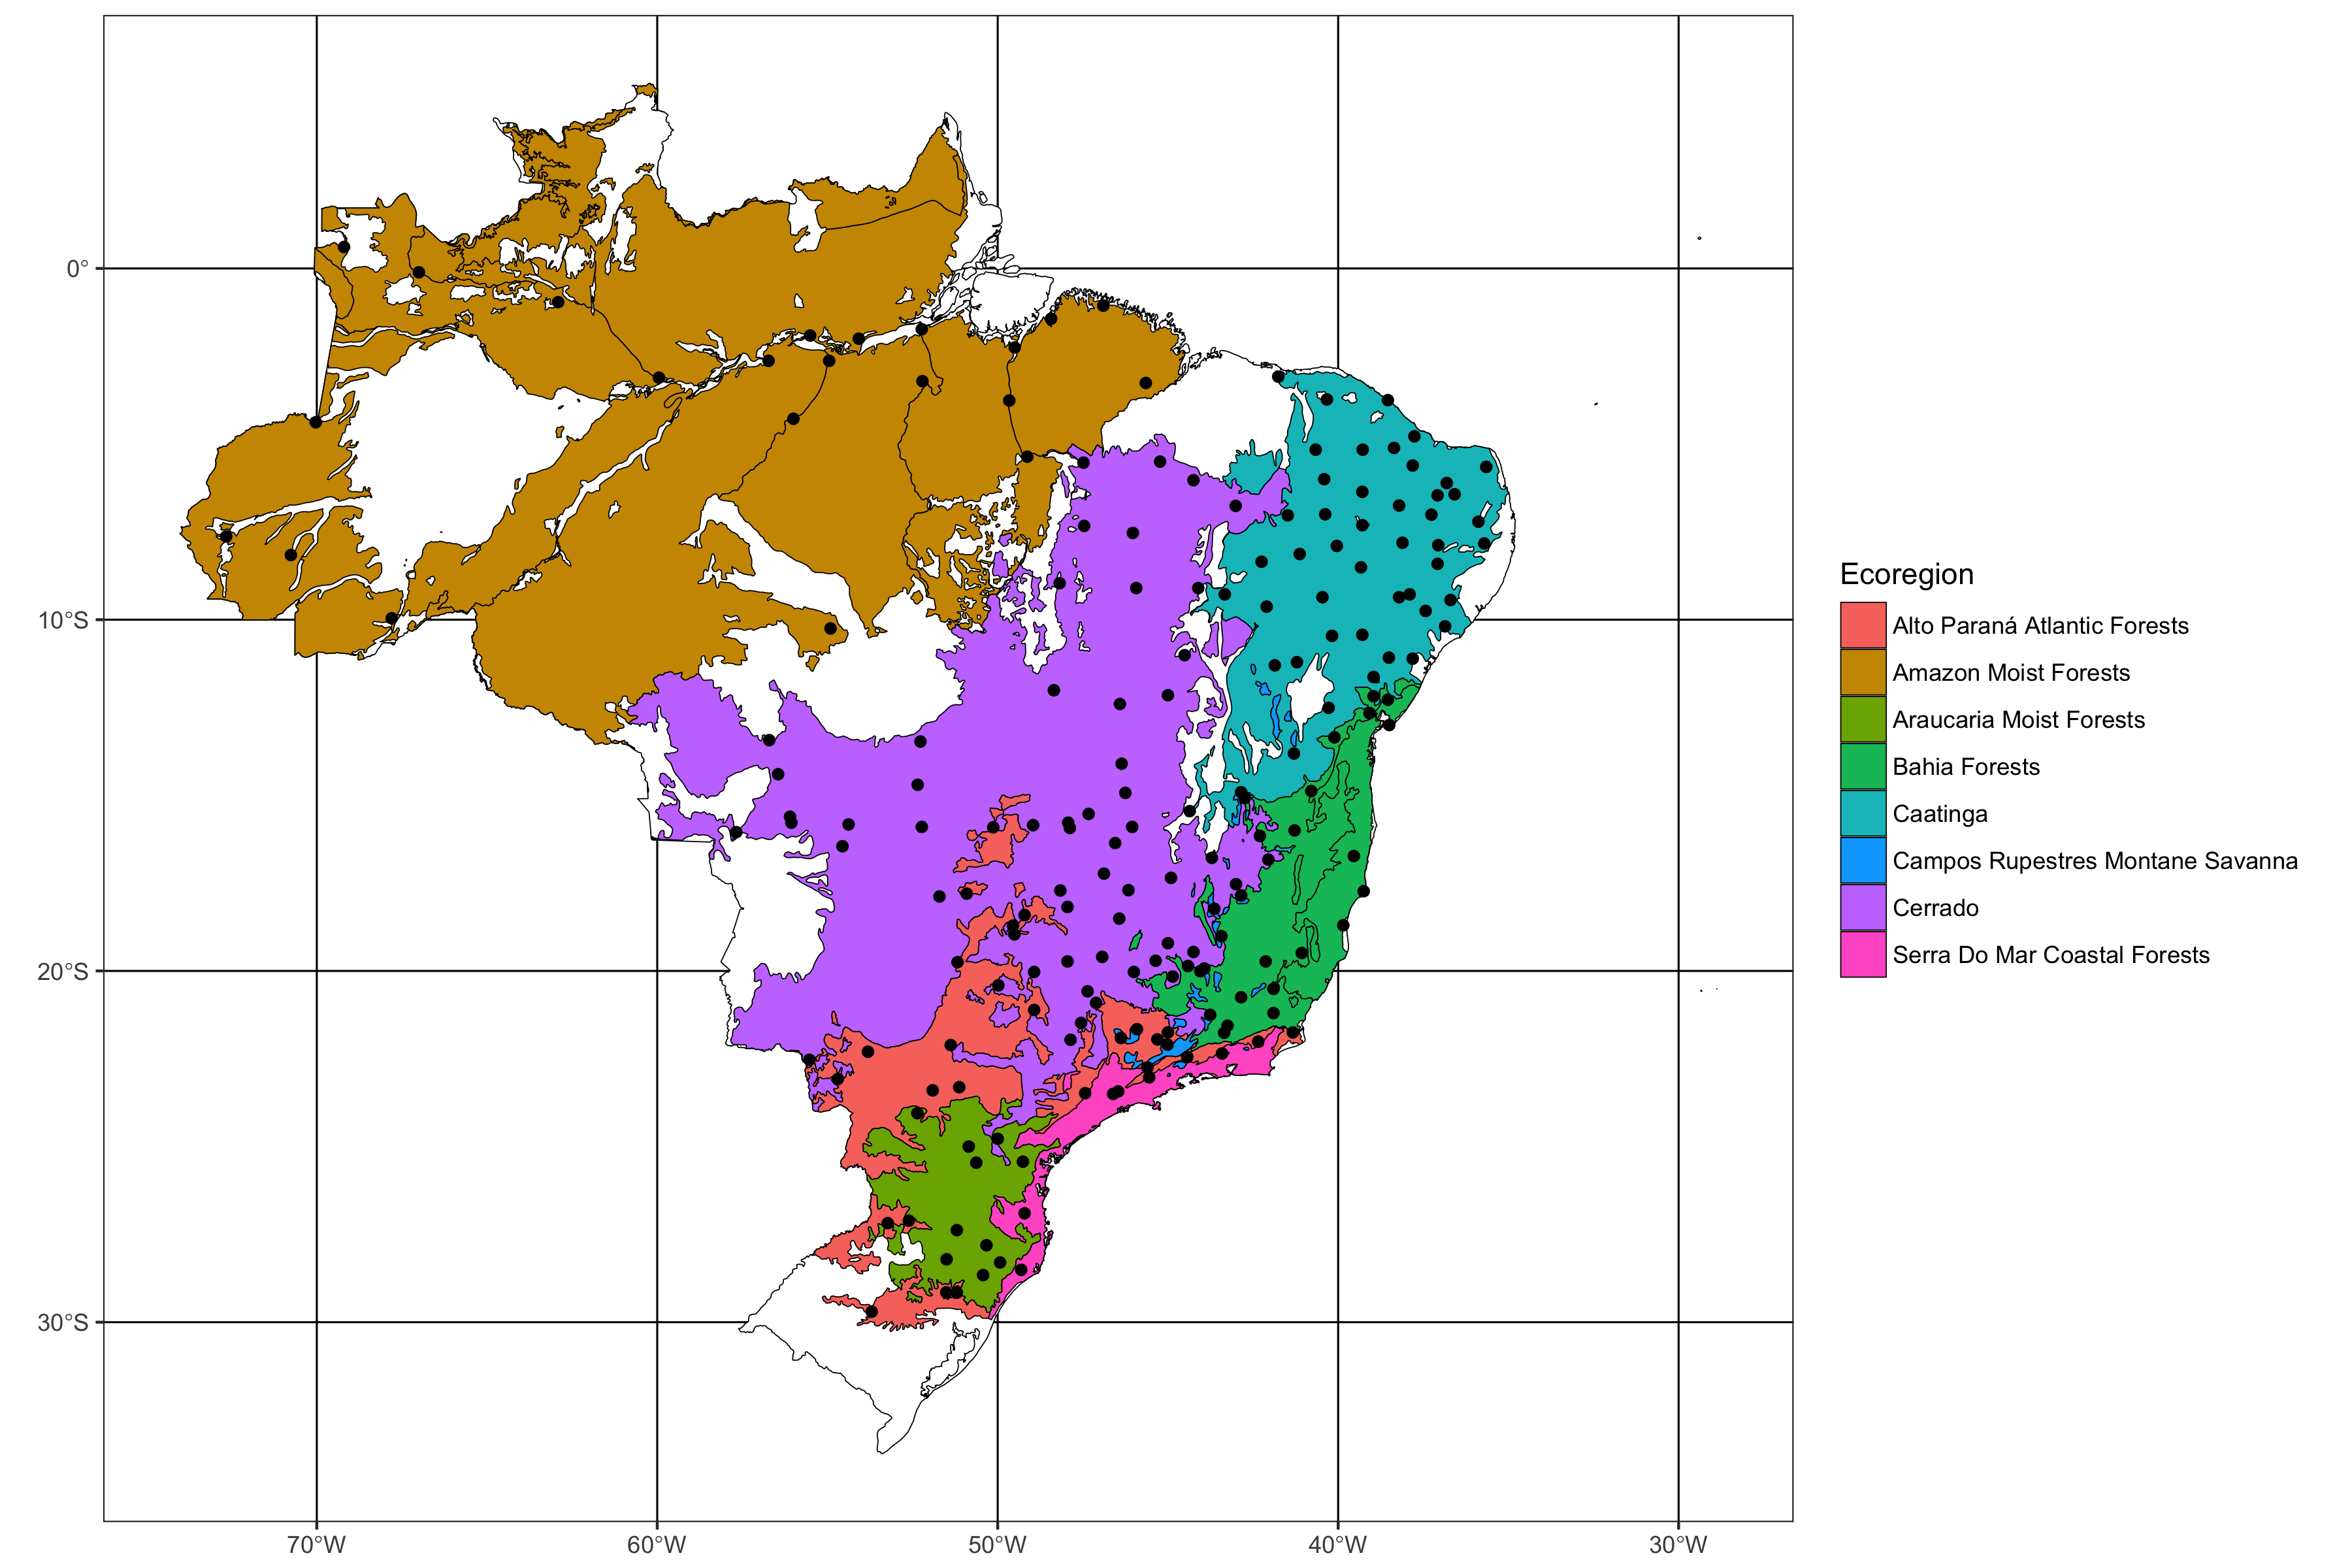 0°
10°S
20°S
30°S
70°W
60°W
50°W
40°W
30°W
Ecoregion
Alto Paraná Atlantic Forests
Amazon Moist Forests
Araucaria Moist Forests
Bahia Forests
Caatinga
Campos Rupestres Montane Savanna
Cerrado
Serra Do Mar Coastal Forests